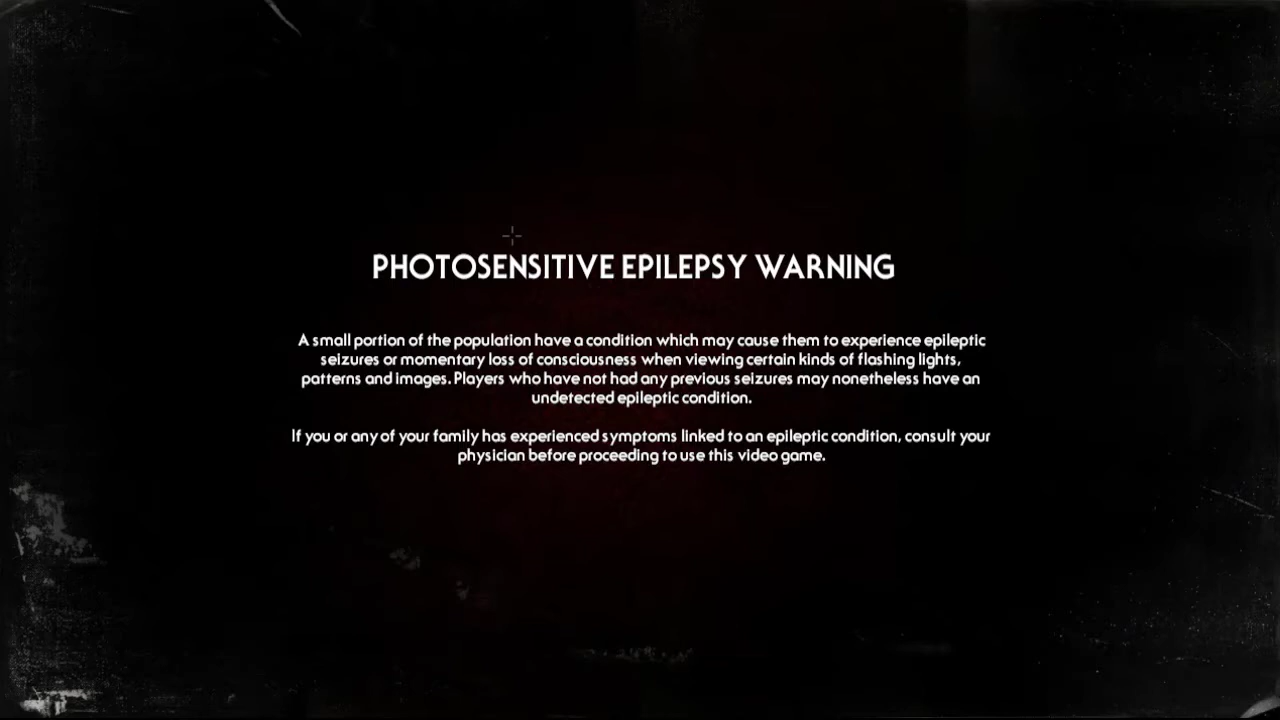 PHOTOSENSITIVE EPILEPSY WARNING
A small portion of the population have a condition which may cause them to experience epileptic
seizures or momentary loss of consciousness when viewing certain kinds of flashing lights,
patterns and images. Players who have not had any previous seizures may nonetheless have an
undetected epileptic condition.
If you or any of your family has experienced symptoms linked to an epileptic condition, consult your
physician before proceeding to use this video game.